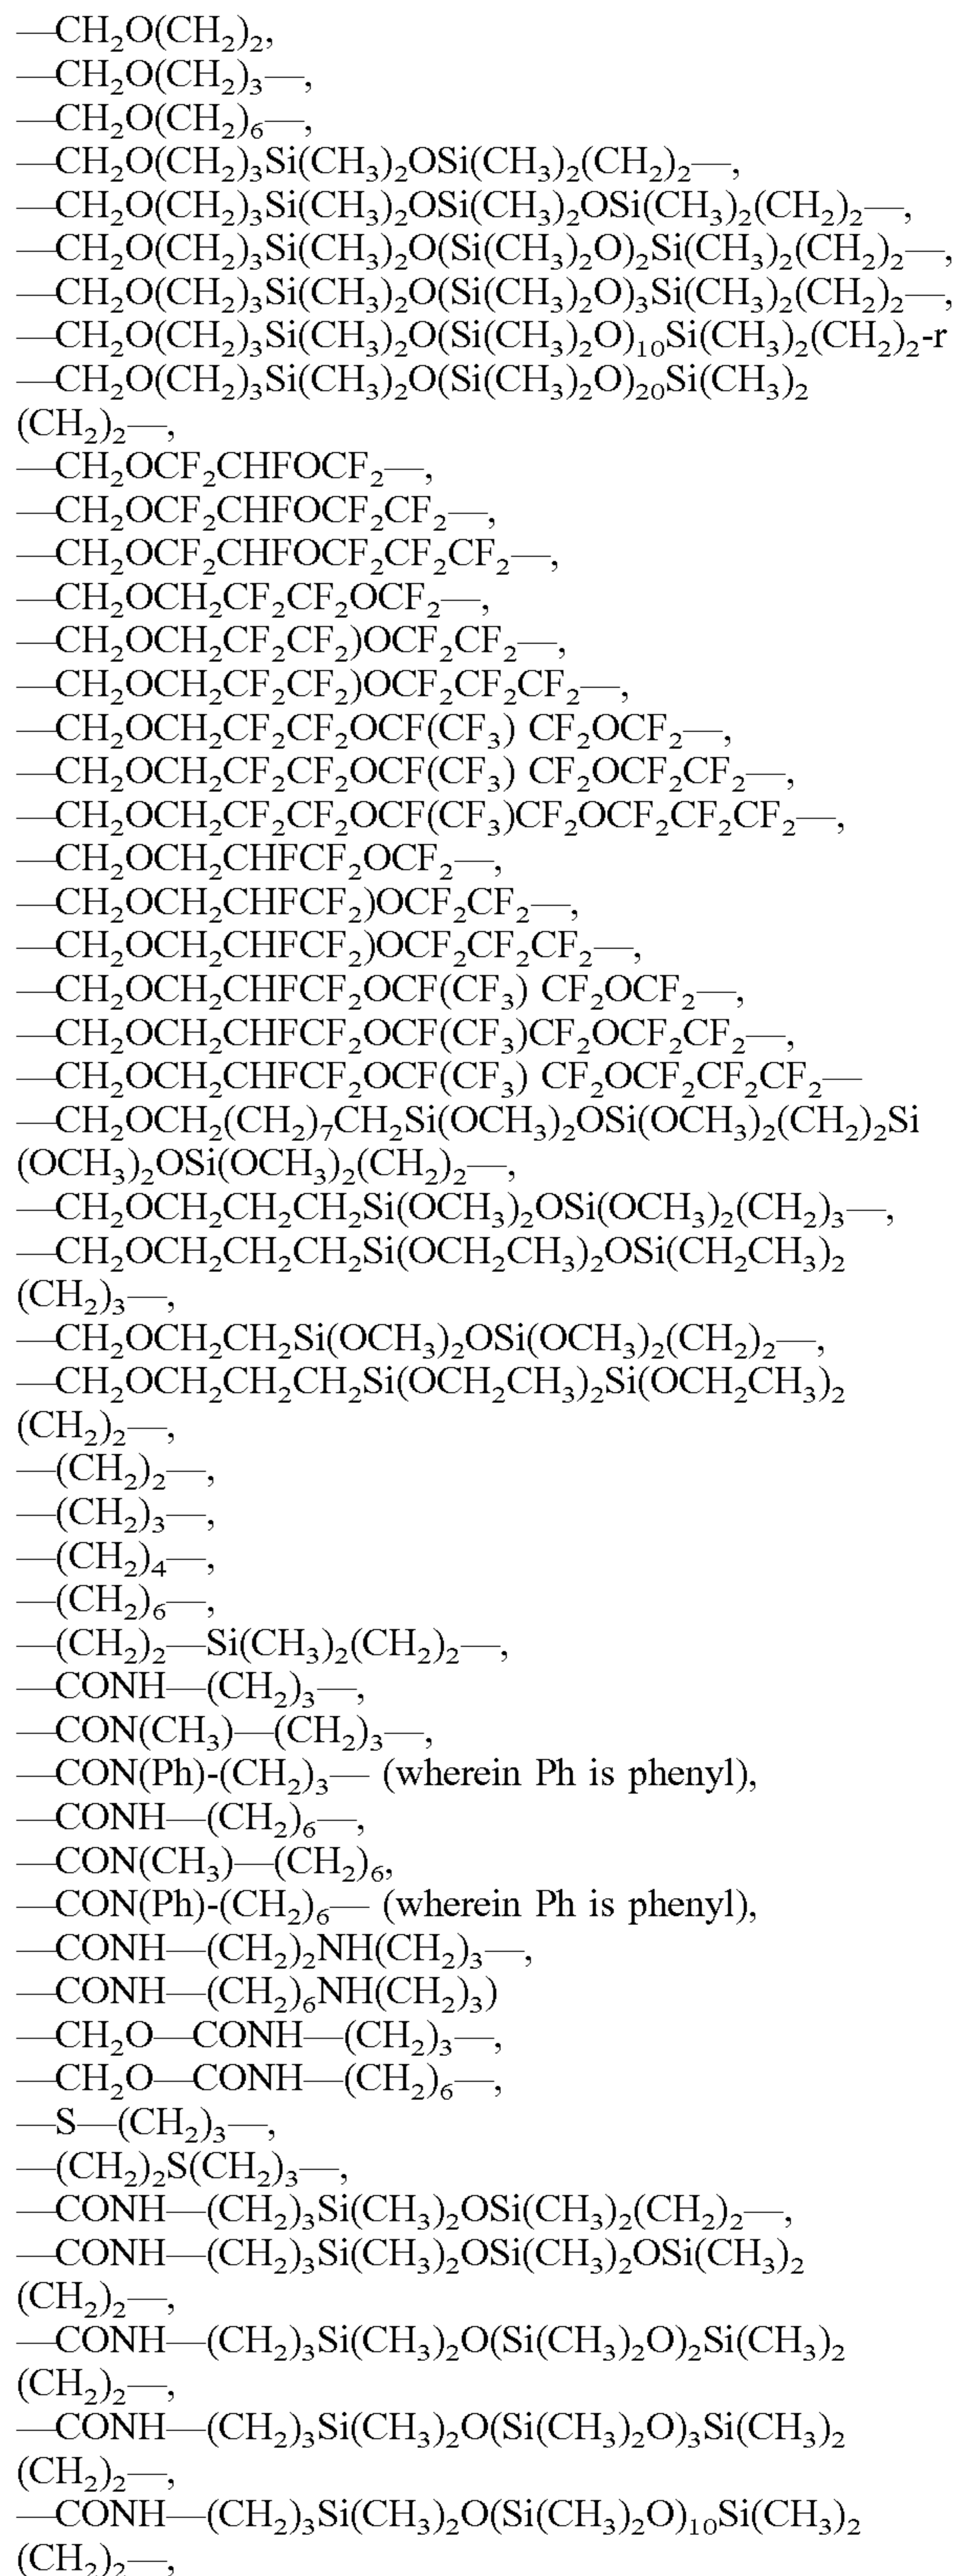 —CH₂O(CH₂)₂,
—CH₂O(CH₂)₃—,
—CH₂O(CH₂)₆—,
—CH₂O(CH₂)₃Si(CH₃)₂OSi(CH₃)₂(CH₂)₂—,
—CH₂O(CH₂)₃Si(CH₃)₂OSi(CH₃)₂OSi(CH₃)₂(CH₂)₂—,
—CH₂O(CH₂)₃Si(CH₃)₂O(Si(CH₃)₂O)₂Si(CH₃)₂(CH₂)₂—,
—CH₂O(CH₂)₃Si(CH₃)₂O(Si(CH₃)₂O)₃Si(CH₃)₂(CH₂)₂—,
—CH₂O(CH₂)₃Si(CH₃)₂O(Si(CH₃)₂O)₁₀Si(CH₃)₂(CH₂)₂-r
—CH₂O(CH₂)₃Si(CH₃)₂O(Si(CH₃)₂O)₂₀Si(CH₃)₂
(CH₂)₂—,
—CH₂OCF₂CHFOCF₂—,
—CH₂OCF₂CHFOCF₂CF₂—,
—CH₂OCF₂CHFOCF₂CF₂CF₂—,
—CH₂OCH₂CF₂CF₂OCF₂—,
—CH₂OCH₂CF₂CF₂)OCF₂CF₂—,
—CH₂OCH₂CF₂CF₂)OCF₂CF₂CF₂—,
—CH₂OCH₂CF₂CF₂OCF(CF₃) CF₂OCF₂—,
—CH₂OCH₂CF₂CF₂OCF(CF₃) CF₂OCF₂CF₂—,
—CH₂OCH₂CF₂CF₂OCF(CF₃)CF₂OCF₂CF₂CF₂—,
—CH₂OCH₂CHFCF₂OCF₂—,
—CH₂OCH₂CHFCF₂)OCF₂CF₂—,
—CH₂OCH₂CHFCF₂)OCF₂CF₂CF₂—,
—CH₂OCH₂CHFCF₂OCF(CF₃) CF₂OCF₂—,
—CH₂OCH₂CHFCF₂OCF(CF₃)CF₂OCF₂CF₂—,
—CH₂OCH₂CHFCF₂OCF(CF₃) CF₂OCF₂CF₂CF₂—
—CH₂OCH₂(CH₂)₇CH₂Si(OCH₃)₂OSi(OCH₃)₂(CH₂)₂Si
(OCH₃)₂OSi(OCH₃)₂(CH₂)₂—,
—CH₂OCH₂CH₂CH₂Si(OCH₃)₂OSi(OCH₃)₂(CH₂)₃—,
—CH₂OCH₂CH₂CH₂Si(OCH₂CH₃)₂OSi(CH₂CH₃)₂
(CH₂)₃—,
—CH₂OCH₂CH₂Si(OCH₃)₂OSi(OCH₃)₂(CH₂)₂—,
—CH₂OCH₂CH₂CH₂Si(OCH₂CH₃)₂Si(OCH₂CH₃)₂
(CH₂)₂—,
—(CH₂)₂—,
—(CH₂)₃—,
—(CH₂)₄—,
—(CH₂)₆—,
—(CH₂)₂—Si(CH₃)₂(CH₂)₂—,
—CONH—(CH₂)₃—,
—CON(CH₃)—(CH₂)₃—,
—CON(Ph)-(CH₂)₃— (wherein Ph is phenyl),
—CONH—(CH₂)₆—,
—CON(CH₃)—(CH₂)₆,
—CON(Ph)-(CH₂)₆— (wherein Ph is phenyl),
—CONH—(CH₂)₂NH(CH₂)₃—,
—CONH—(CH₂)₆NH(CH₂)₃)
—CH₂O—CONH—(CH₂)₃—,
—CH₂O—CONH—(CH₂)₆—,
—S—(CH₂)₃—,
—(CH₂)₂S(CH₂)₃—,
—CONH—(CH₂)₃Si(CH₃)₂OSi(CH₃)₂(CH₂)₂—,
—CONH—(CH₂)₃Si(CH₃)₂OSi(CH₃)₂OSi(CH₃)₂
(CH₂)₂—,
—CONH—(CH₂)₃Si(CH₃)₂O(Si(CH₃)₂O)₂Si(CH₃)₂
(CH₂)₂—,
—CONH—(CH₂)₃Si(CH₃)₂O(Si(CH₃)₂O)₃Si(CH₃)₂
(CH₂)₂—,
—CONH—(CH₂)₃Si(CH₃)₂O(Si(CH₃)₂O)₁₀Si(CH₃)₂
(CH₂)₂—,